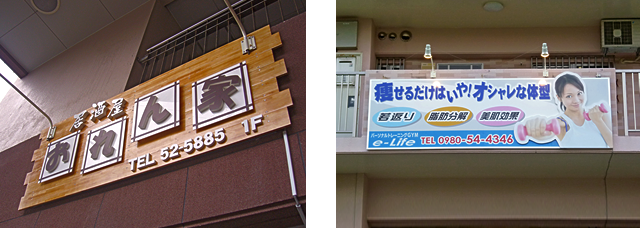 居酒屋
おれん家
TEL 52-5885 1F
痩せるだけはいや!オシャレな体型
若返り 脂肪分解 美肌効果
パーソナルトレーニングGYM
e-Life TEL 0980-54-4346